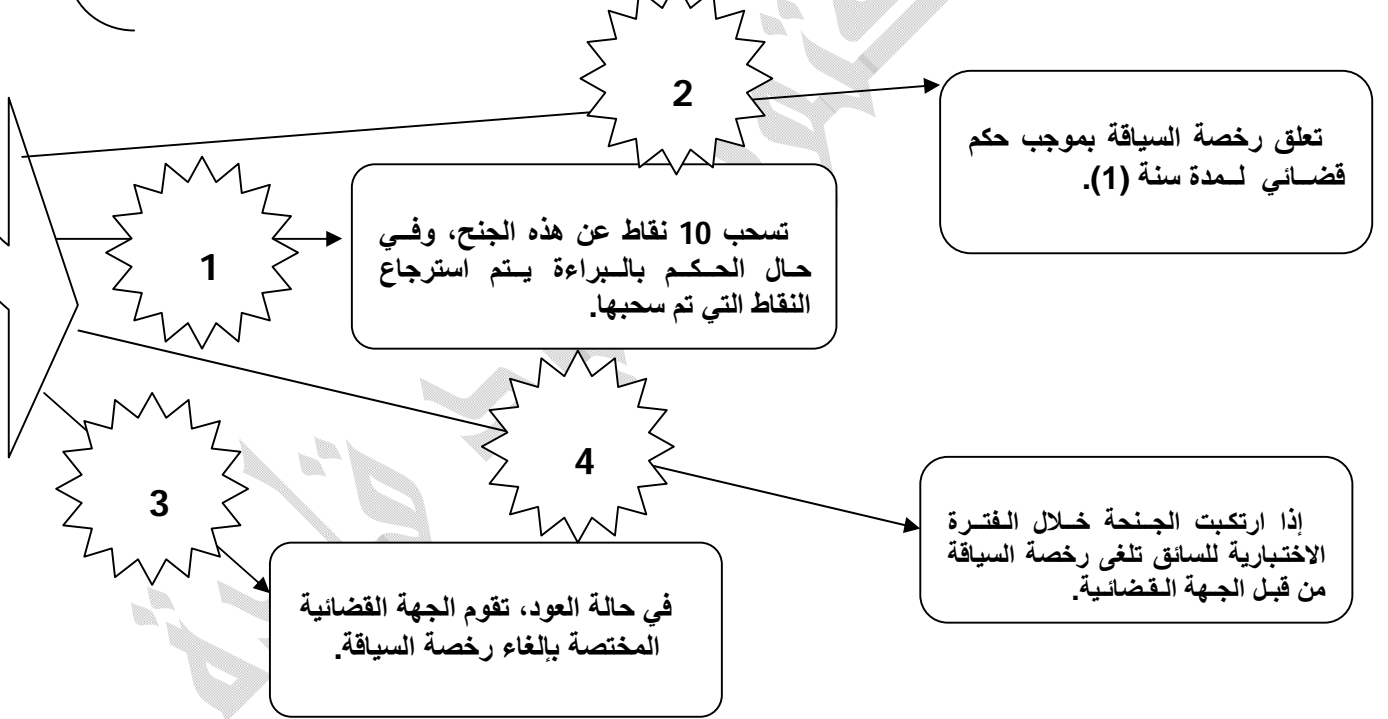 2
تعلق رخصة السياقة بموجب حكم
قضائي لمدة سنة (1).
1
تسحب 10 نقاط عن هذه الجنح، وفي
حال الحكم بالبراءة يتم استرجاع
النقاط التي تم سحبها.
4
إذا ارتكبت الجنحة خلال الفترة
الاختبارية للسائق تلغى رخصة السياقة
من قبل الجهة القضائية.
3
في حالة العود، تقوم الجهة القضائية
المختصة بإلغاء رخصة السياقة.